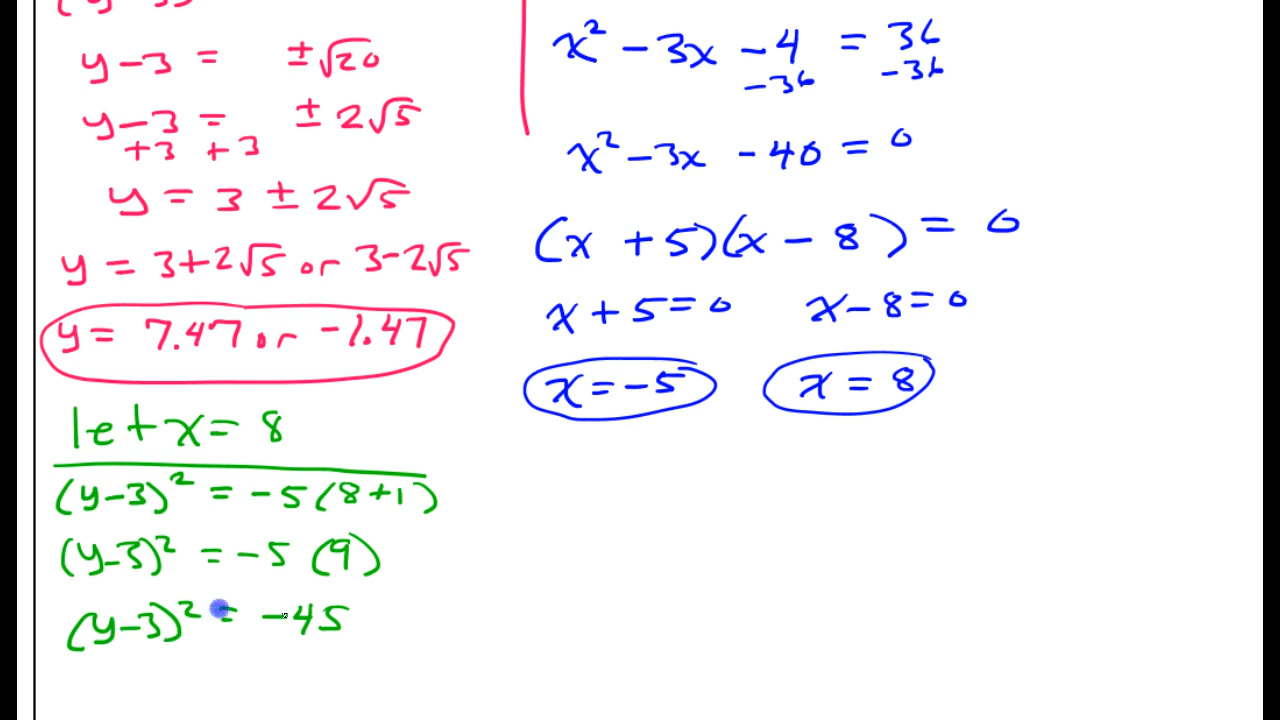 y-3 = ±√20
y-3 = ± 2√5
+3 +3
y = 3 ± 2√5
y = 3+2√5 or 3-2√5
y = 7.47 or -1.47
let x = 8
(y-3)² = -5(8+1)
(y-3)² = -5(9)
(y-3)² = -45
x² - 3x - 4 = 36
-36 -36
x² - 3x - 40 = 0
(x + 5)(x - 8) = 0
x + 5 = 0 x - 8 = 0
x = -5 x = 8